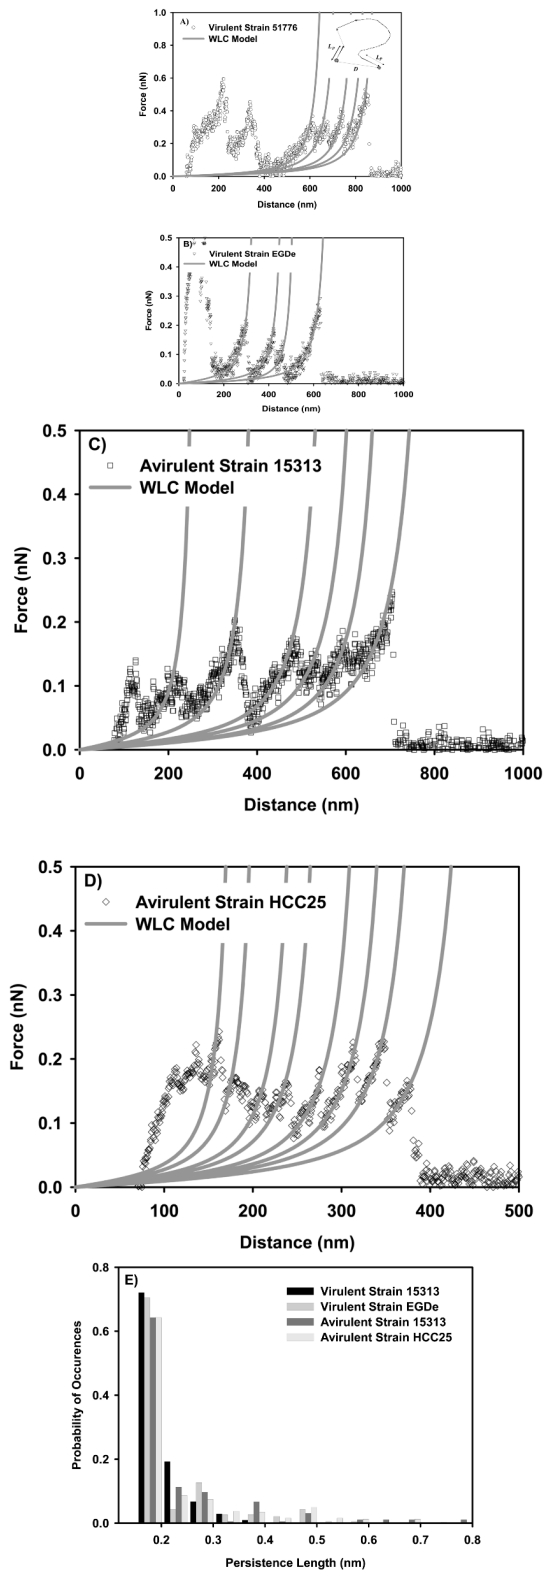 A)
Virulent Strain 51776
WLC Model
Lp
Lp
D
1.0
0.8
0.6
0.4
0.2
0.0
Force (nN)
0 200 400 600 800 1000
Distance (nm)
B)
Virulent Strain EGDe
WLC Model
0.5
0.4
0.3
0.2
0.1
0.0
Force (nN)
0 200 400 600 800 1000
Distance (nm)
C)
Avirulent Strain 15313
WLC Model
0.5
0.4
0.3
0.2
0.1
0.0
Force (nN)
0 200 400 600 800 1000
Distance (nm)
D)
Avirulent Strain HCC25
WLC Model
0.5
0.4
0.3
0.2
0.1
0.0
Force (nN)
0 100 200 300 400 500
Distance (nm)
E)
Virulent Strain 15313
Virulent Strain EGDe
Avirulent Strain 15313
Avirulent Strain HCC25
0.8
0.6
0.4
0.2
0.0
Probability of Occurences
0.2 0.3 0.4 0.5 0.6 0.7 0.8
Persistence Length (nm)